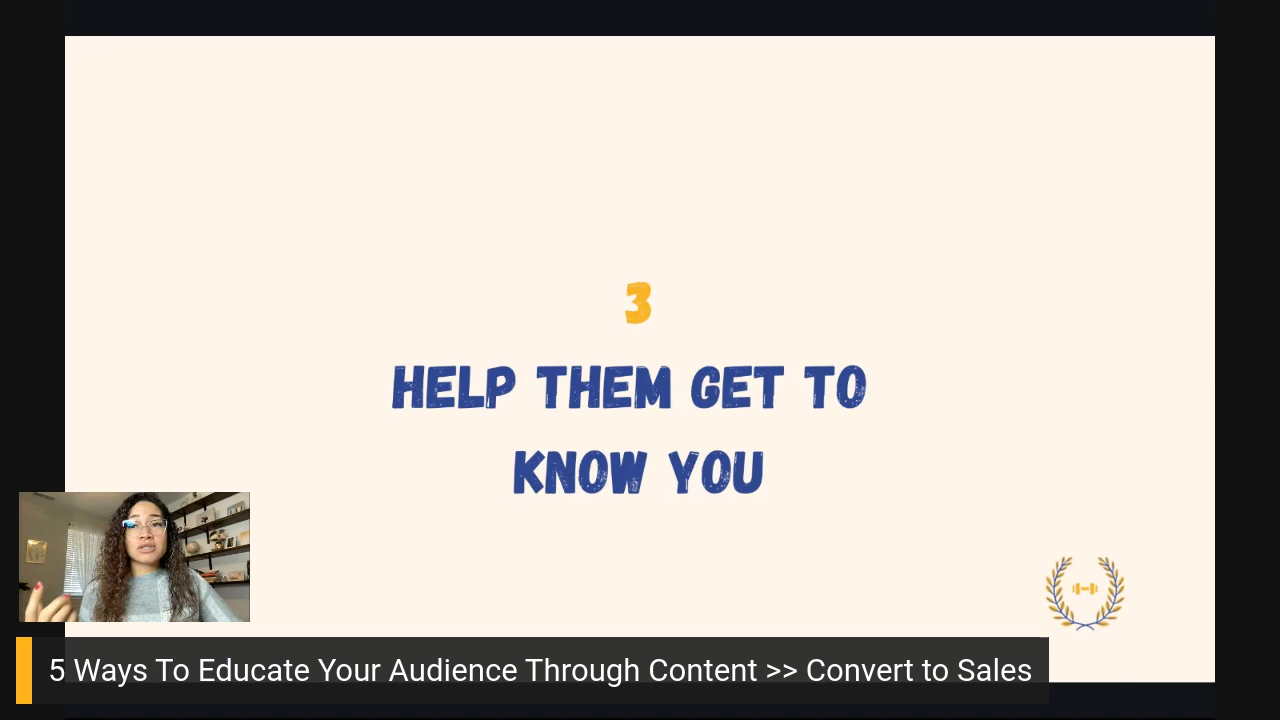 3
HELP THEM GET TO
KNOW YOU
5 Ways To Educate Your Audience Through Content >> Convert to Sales